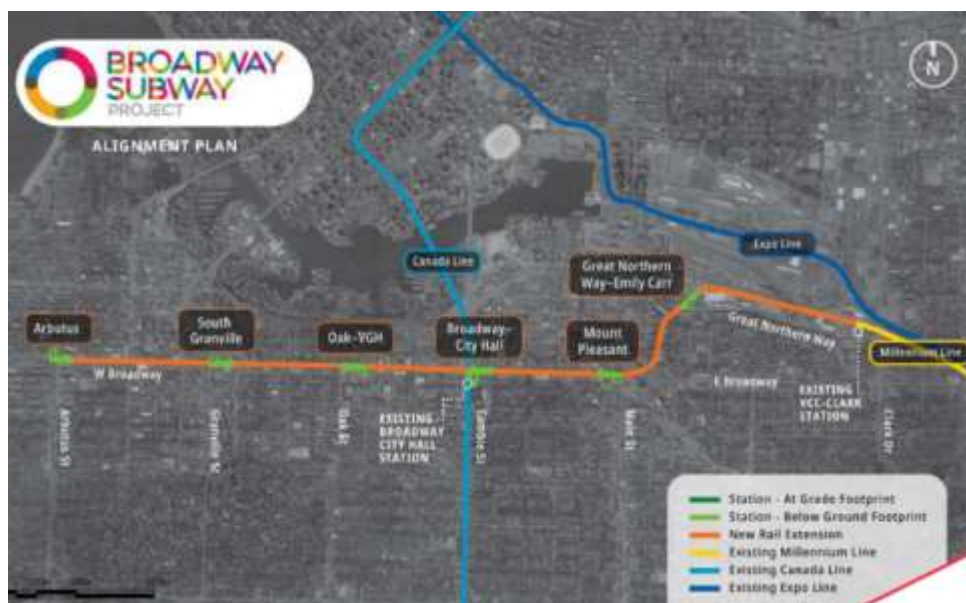 BROADWAY
SUBWAY
PROJECT
ALIGNMENT PLAN
N
Canada Line
Expo Line
Great Northern
Way–Emily Carr
Arbutus
South
Granville
Oak–VGH
Broadway–
City Hall
Mount
Pleasant
Great Northern Way
Millennium Line
W Broadway
E Broadway
EXISTING
VCC–CLARK
STATION
EXISTING
BROADWAY
CITY HALL
STATION
Arbutus St
Granville St
Oak St
Cambie St
Main St
Clark Dr
Station - At Grade Footprint
Station - Below Ground Footprint
New Rail Extension
Existing Millennium Line
Existing Canada Line
Existing Expo Line